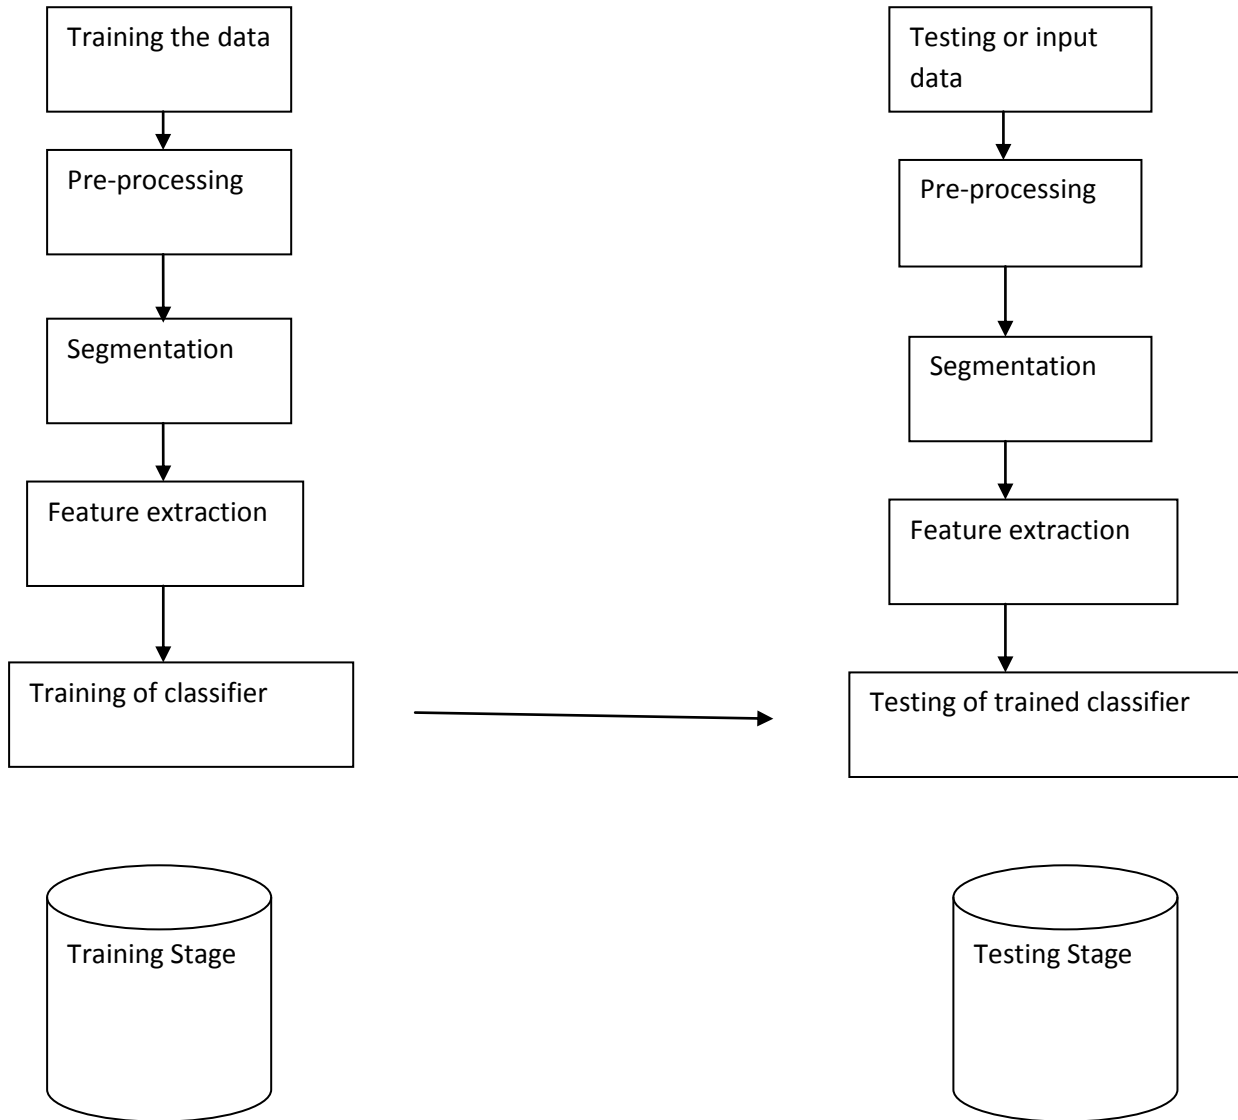 Training the data
Pre-processing
Segmentation
Feature extraction
Training of classifier
Training Stage
Testing or input
data
Pre-processing
Segmentation
Feature extraction
Testing of trained classifier
Testing Stage